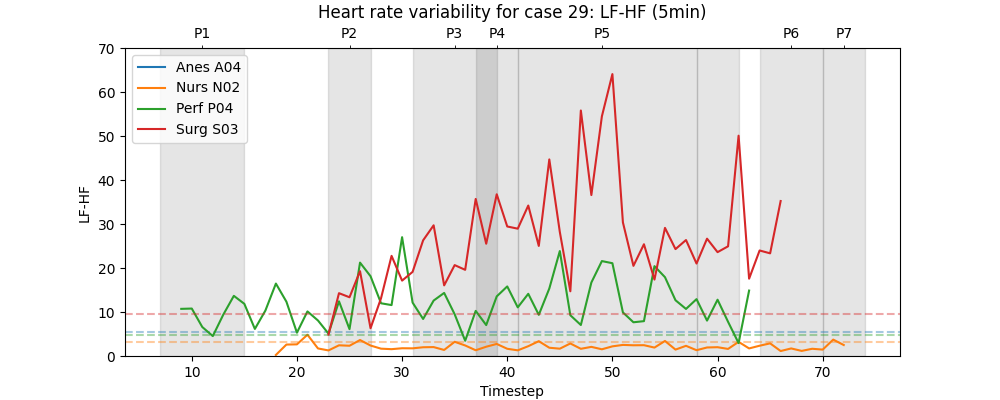 Heart rate variability for case 29: LF-HF (5min)
P1 P2 P3 P4 P5 P6 P7
70
60
50
40
30
20
10
0
LF-HF
Anes A04
Nurs N02
Perf P04
Surg S03
10 20 30 40 50 60 70
Timestep